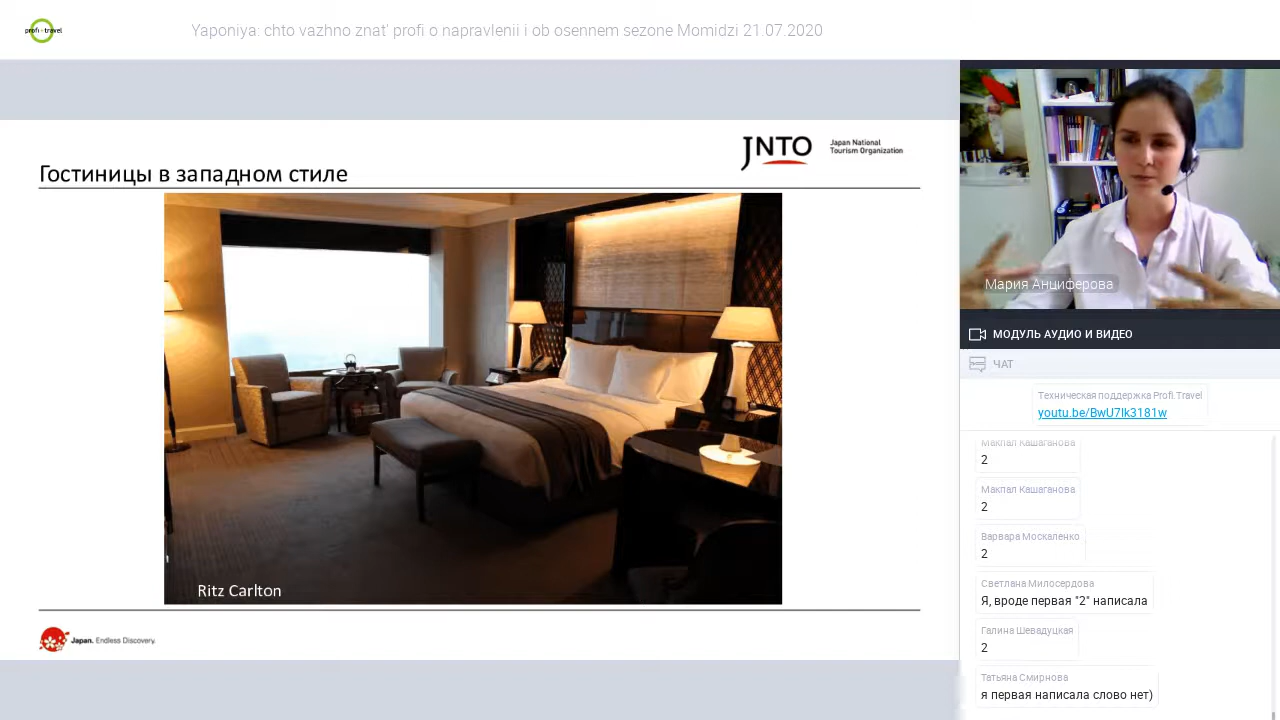 profi travel
Yaponiya: chto vazhno znat' profi o napravlenii i ob osennem sezone Momidzi 21.07.2020
JNTO
Japan National
Tourism Organization
Гостиницы в западном стиле
Ritz Carlton
Japan. Endless Discovery.
Мария Анциферова
МОДУЛЬ АУДИО И ВИДЕО
ЧАТ
Техническая поддержка Profi.Travel
youtu.be/BwU7lk3181w
Макпал Кашаганова
2
Макпал Кашаганова
2
Варвара Москаленко
2
Светлана Милосердова
Я, вроде первая "2" написала
Галина Шевадуцкая
2
Татьяна Смирнова
я первая написала слово нет)